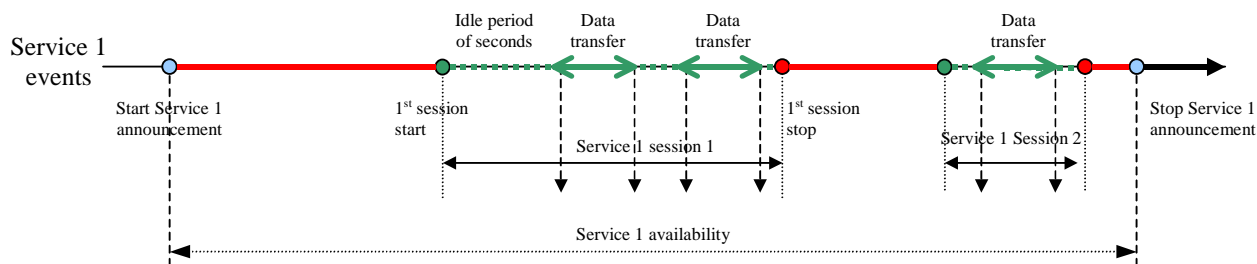 Service 1
events
Idle period
of seconds
Data
transfer
Data
transfer
Data
transfer
Start Service 1
announcement
1st session
start
1st session
stop
Stop Service 1
announcement
Service 1 session 1
Service 1 Session 2
Service 1 availability